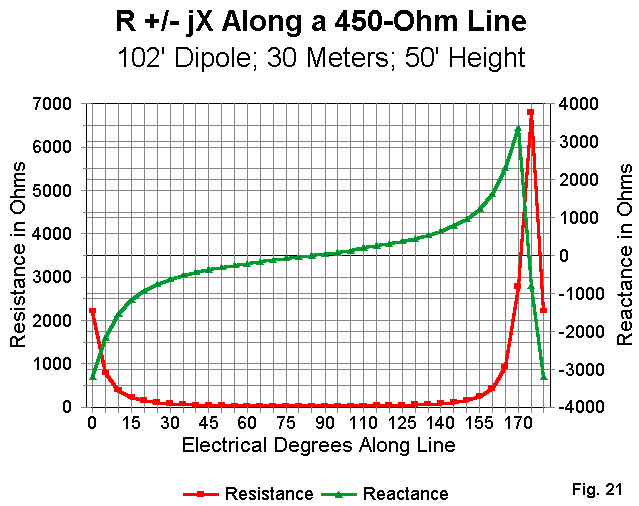 R +/- jX Along a 450-Ohm Line
102' Dipole; 30 Meters; 50' Height
Resistance in Ohms
7000
6000
5000
4000
3000
2000
1000
0
4000
3000
2000
1000
0
-1000
-2000
-3000
-4000
Reactance in Ohms
0 15 30 45 60 75 90 105 125 140 155 170
Electrical Degrees Along Line
Resistance Reactance
Fig. 21